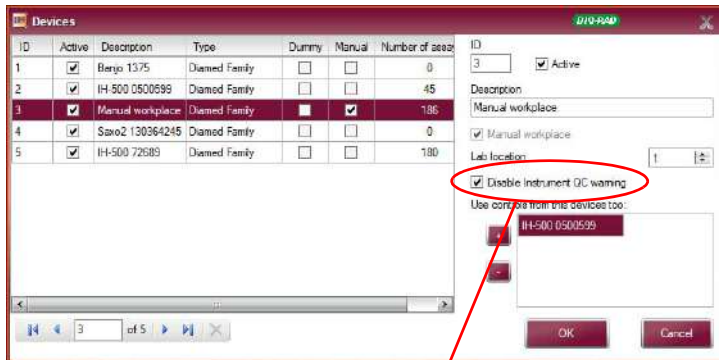 Devices
BIO-RAD
ID Active Description Type Dummy Manual Number of assay
1 Banjo 1375 Diamed Family 0
2 IH-500 0500599 Diamed Family 45
3 Manual workplace Diamed Family 186
4 Saxo2 130364245 Diamed Family 0
5 IH-500 72689 Diamed Family 180
3 of 5
ID
3 Active
Description
Manual workplace
Manual workplace
Lab location 1
Disable Instrument QC warning
Use controls from this devices too:
+ IH-500 0500599
-
OK Cancel